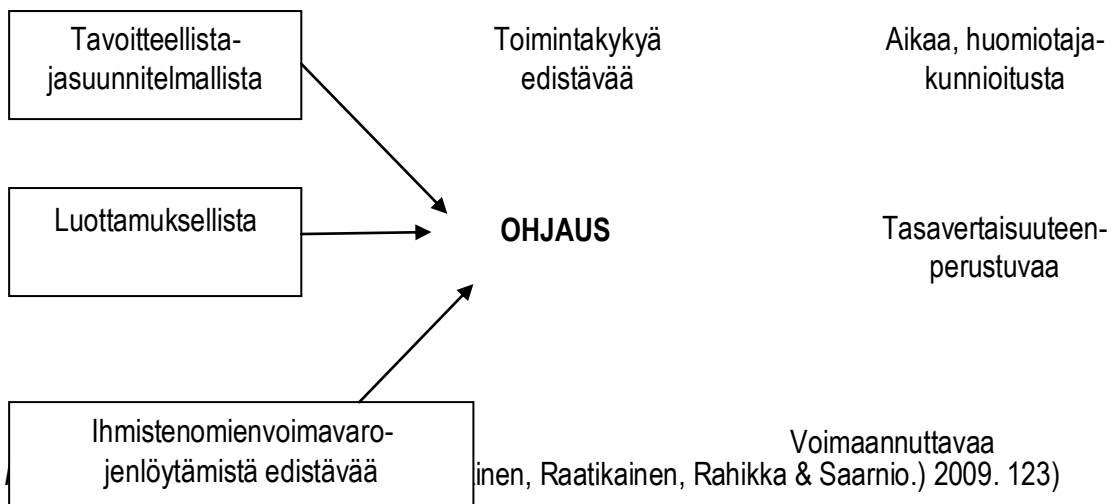 Tavoitteellista-
jasuunnitelmallista
Toimintakykyä
edistävää
Aikaa, huomiotaja-
kunnioitusta
Luottamuksellista
OHJAUS
Tasavertaisuuteen-
perustuvaa
Ihmistenomienvoimavaro-
jenlöytämistä edistävää
Voimaannuttavaa
inen, Raatikainen, Rahikka & Saarnio.) 2009. 123)